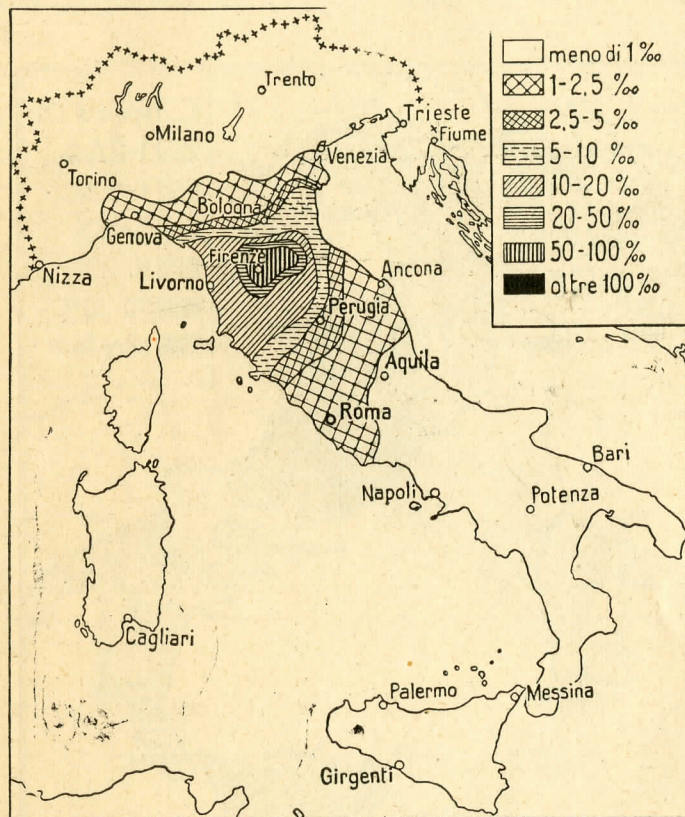 meno di 1 ‰
1-2,5 ‰
2,5-5 ‰
5-10 ‰
10-20 ‰
20-50 ‰
50-100 ‰
oltre 100‰
Trento
Trieste
Fiume
Milano
Venezia
Torino
Bologna
Genova
Firenze
Nizza
Livorno
Ancona
Perugia
Aquila
Roma
Bari
Napoli
Potenza
Cagliari
Palermo
Messina
Girgenti